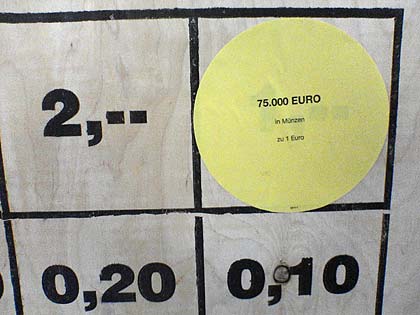 2,--
75.000 EURO
in Münzen
zu 1 Euro
0,20
0,10